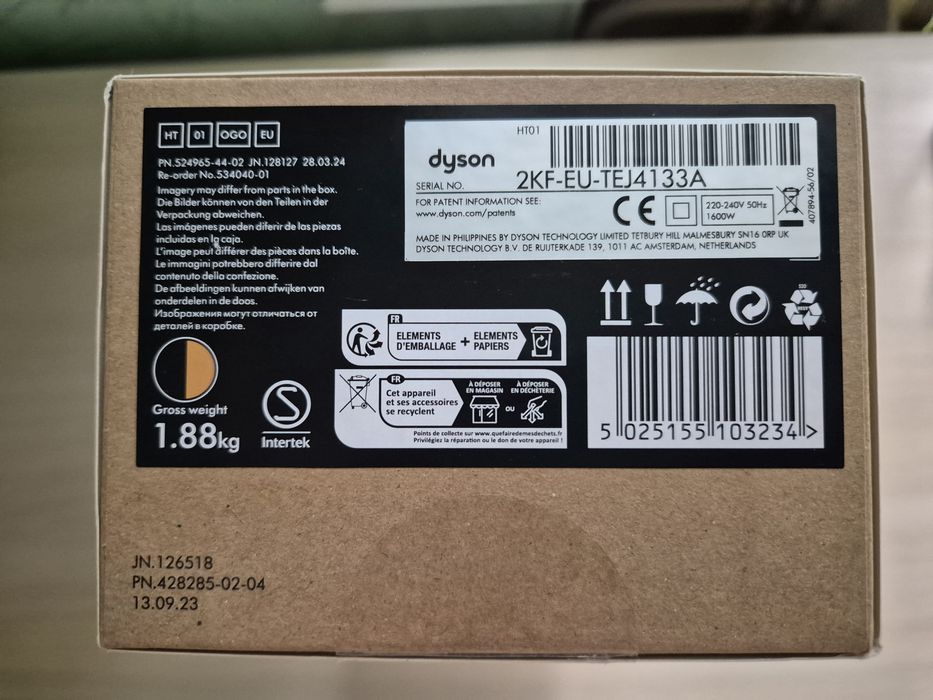 HT 01 OGO EU
PN.524965-44-02 JN.128127 28.03.24
Re-order No.534040-01
Imagery may differ from parts in the box.
Die Bilder können von den Teilen in der
Verpackung abweichen.
Las imágenes pueden diferir de las piezas
incluidas en la caja.
L'image peut différer des pièces dans la boîte.
Le immagini potrebbero differire dal
contenuto della confezione.
De afbeeldingen kunnen afwijken van
onderdelen in de doos.
Изображения могут отличаться от
деталей в коробке.
Gross weight
1.88kg
S
Intertek
HT01
dyson
SERIAL NO. 2KF-EU-TEJ4133A
FOR PATENT INFORMATION SEE:
www.dyson/patents
CE
220-240V 50Hz
1600W
407894-56/02
MADE IN PHILIPPINES BY DYSON TECHNOLOGY LIMITED TETBURY HILL MALMESBURY SN16 0RP UK
DYSON TECHNOLOGY B.V. DE RUIJTERKADE 139, 1011 AC AMSTERDAM, NETHERLANDS
FR
ELEMENTS D'EMBALLAGE + ELEMENTS PAPIERS
FR
Cet appareil
et ses accessoires
se recyclent
À DÉPOSER
EN MAGASIN
OU
À DÉPOSER
EN DÉCHÈTERIE
Points de collecte sur www.quefairedemesdechets.fr
Privilégiez la réparation ou le don de votre appareil !
5 025155 103234 >
JN.126518
PN.428285-02-04
13.09.23